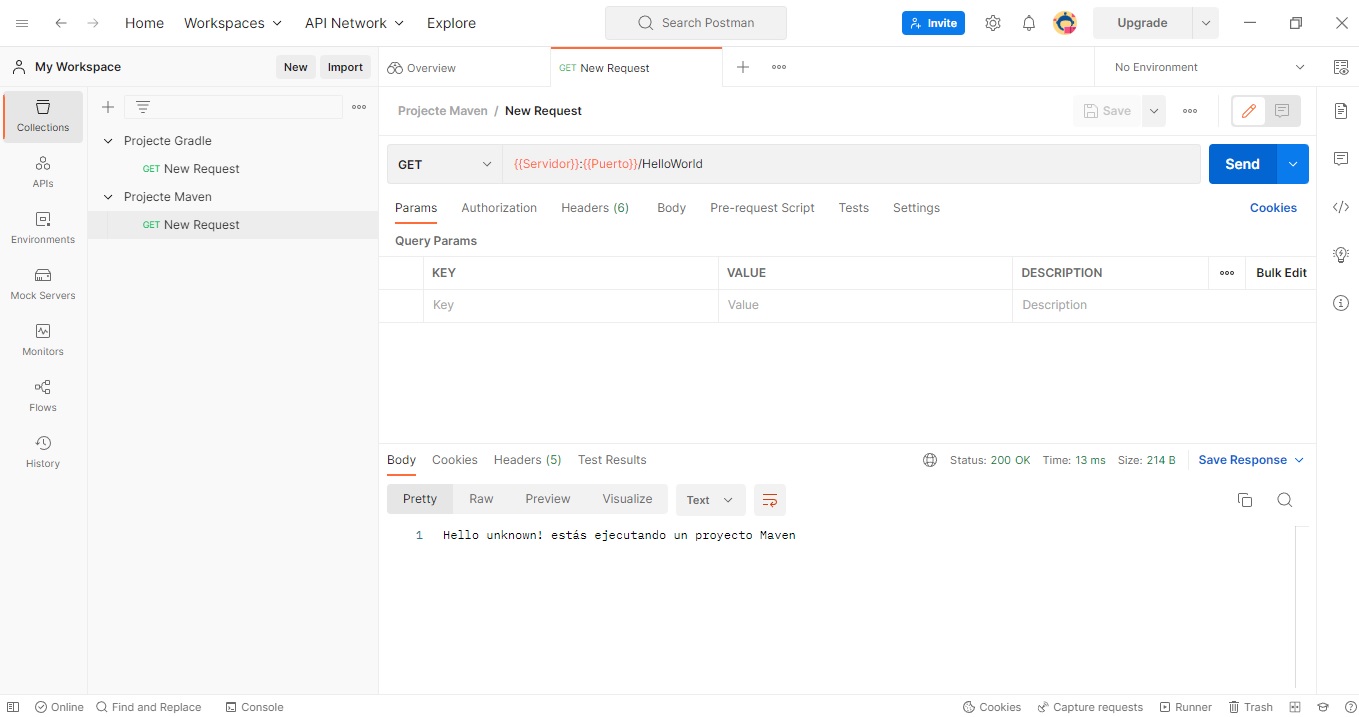 Home Workspaces API Network Explore Search Postman Invite Upgrade
My Workspace New Import Overview GET New Request No Environment
Collections
APIs
Environments
Mock Servers
Monitors
Flows
History
Projecte Gradle
GET New Request
Projecte Maven
GET New Request
Projecte Maven / New Request Save
GET {{Servidor}}:{{Puerto}}/HelloWorld Send
Params Authorization Headers (6) Body Pre-request Script Tests Settings Cookies
Query Params
KEY VALUE DESCRIPTION Bulk Edit
Key Value Description
Body Cookies Headers (5) Test Results Status: 200 OK Time: 13 ms Size: 214 B Save Response
Pretty Raw Preview Visualize Text
1 Hello unknown! estás ejecutando un proyecto Maven
Online Find and Replace Console Cookies Capture requests Runner Trash